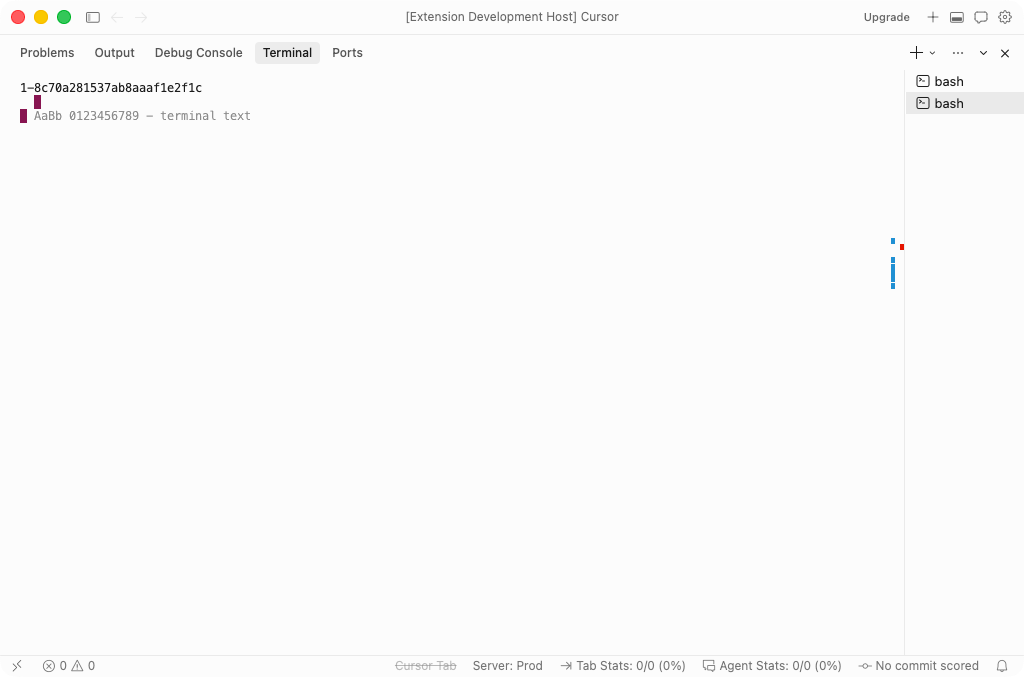 [Extension Development Host] Cursor
Upgrade
Problems Output Debug Console Terminal Ports
1-8c70a281537ab8aaaf1e2f1c
AaBb 0123456789 — terminal text
bash
bash
0 0
Cursor Tab Server: Prod Tab Stats: 0/0 (0%) Agent Stats: 0/0 (0%) No commit scored